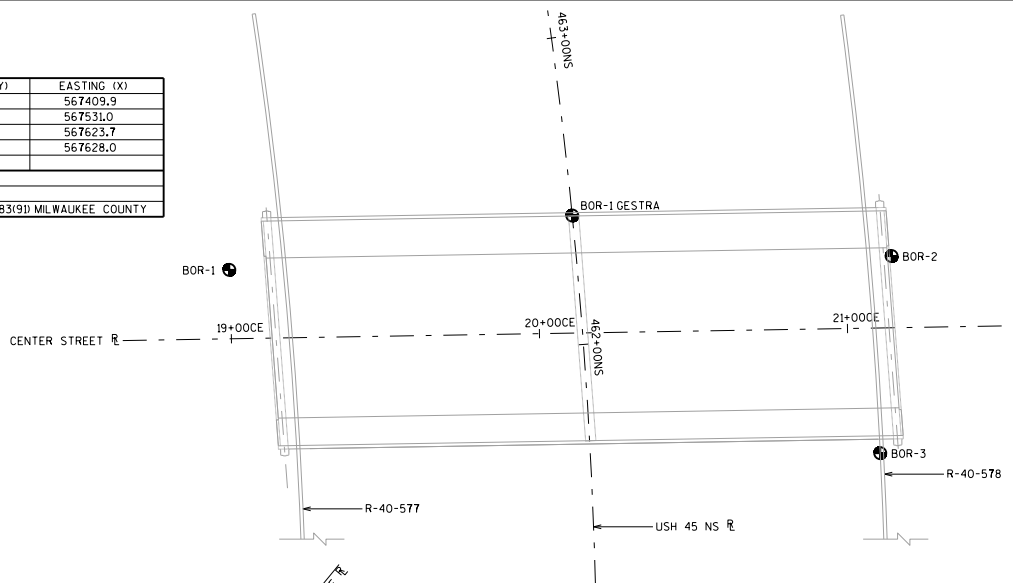 463+00NS
Y) EASTING (X)
567409.9
567531.0
567623.7
567628.0
83(91) MILWAUKEE COUNTY
BOR-1 GESTRA
BOR-1
BOR-2
19+00CE
20+00CE
21+00CE
CENTER STREET
462+00NS
BOR-3
R-40-578
R-40-577
USH 45 NS